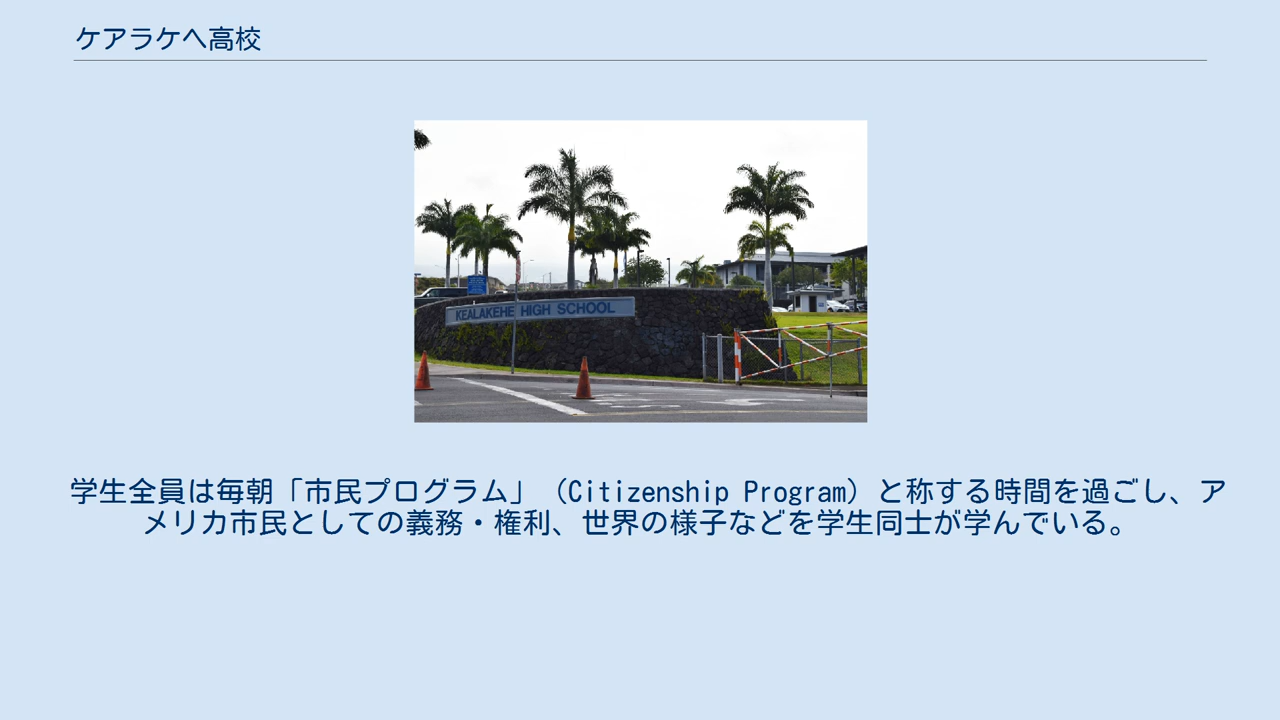 ケアラケヘ高校
KEALAKEHE HIGH SCHOOL
学生全員は毎朝「市民プログラム」（Citizenship Program）と称する時間を過ごし、ア
メリカ市民としての義務・権利、世界の様子などを学生同士が学んでいる。